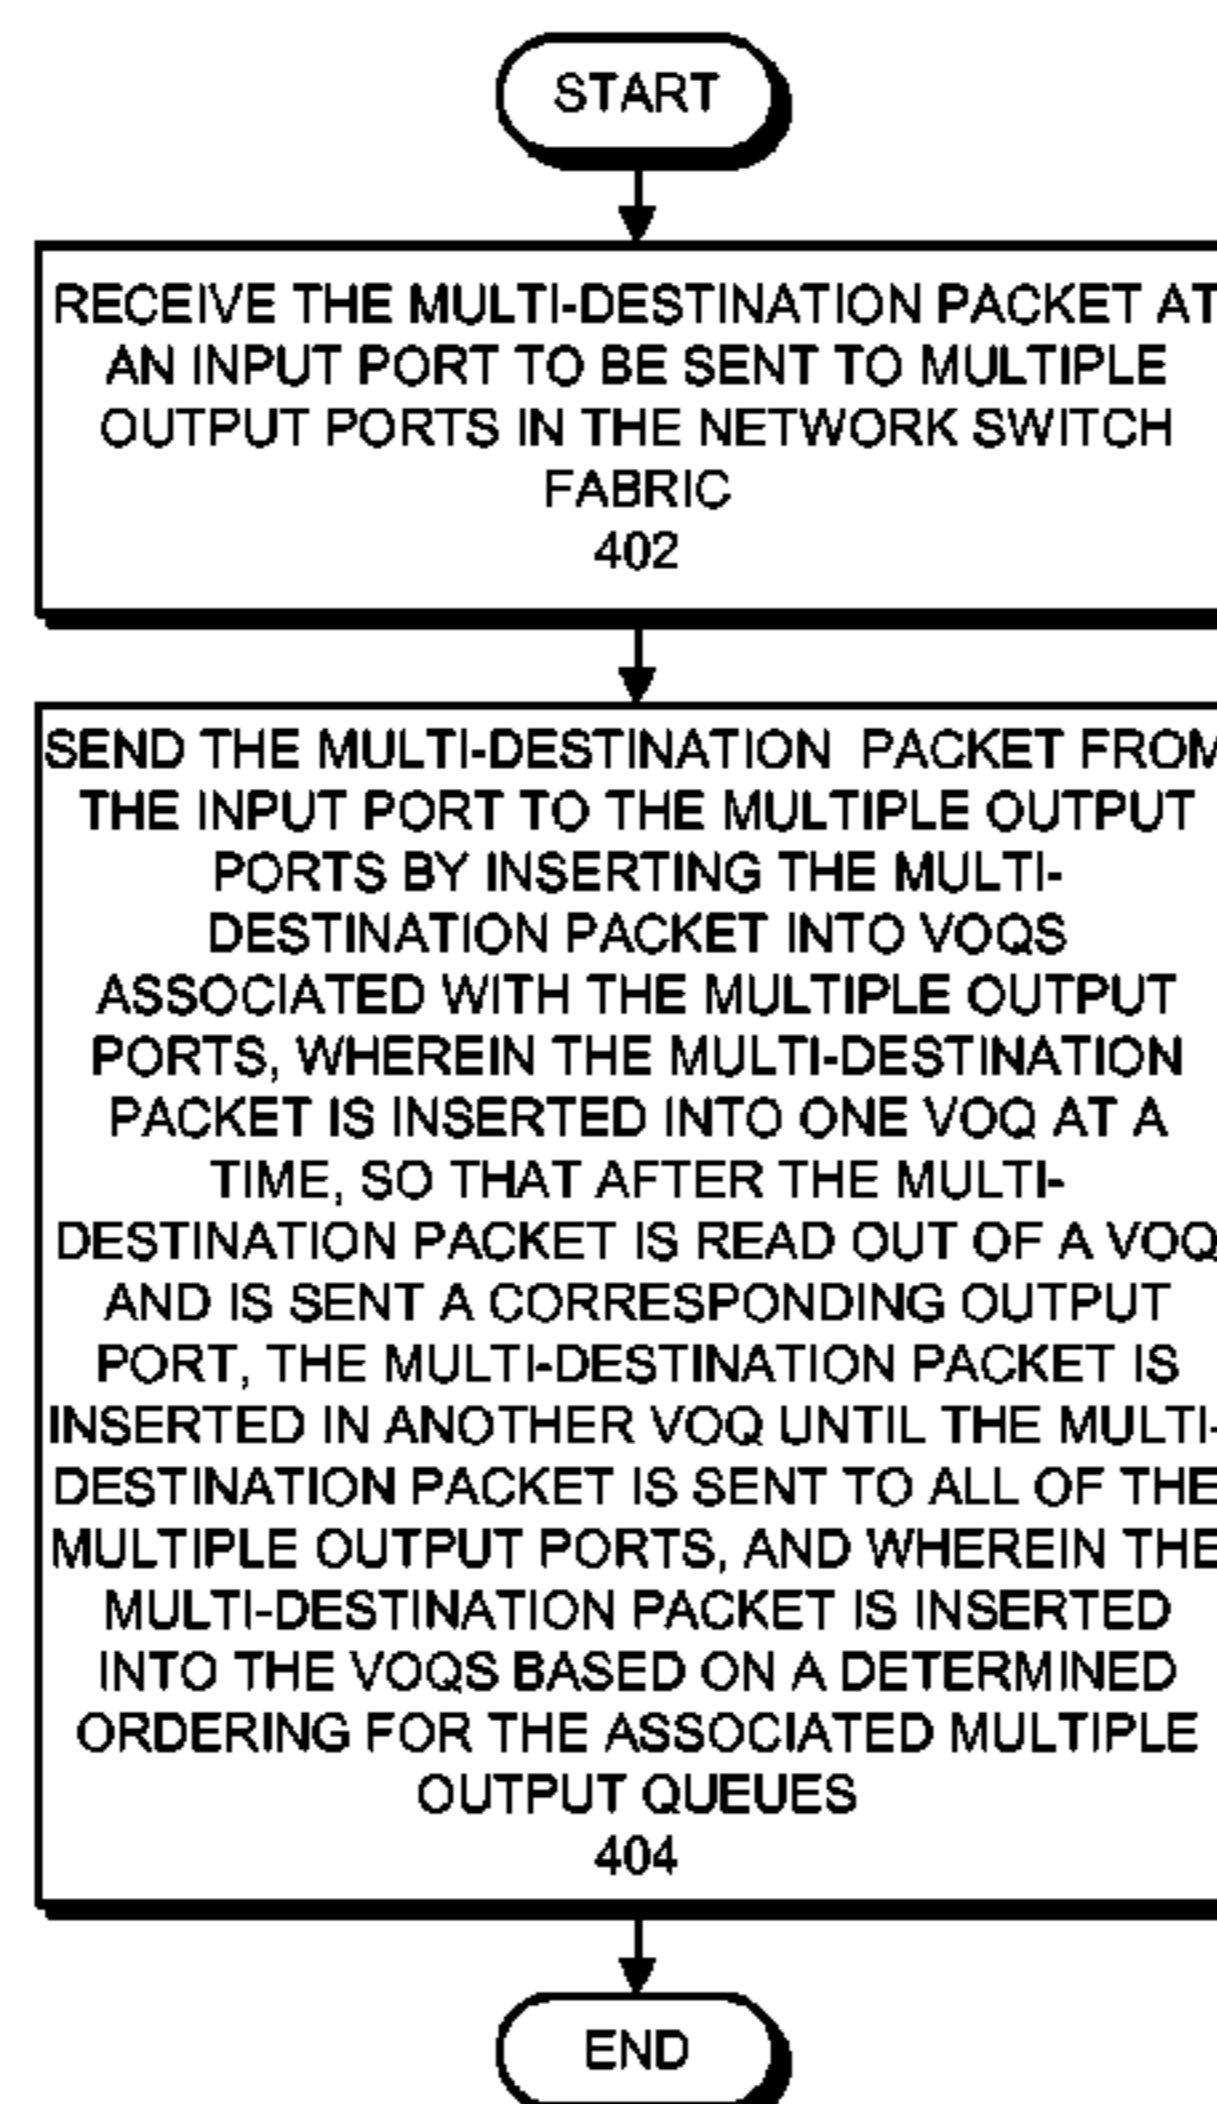 START
RECEIVE THE MULTI-DESTINATION PACKET AT
AN INPUT PORT TO BE SENT TO MULTIPLE
OUTPUT PORTS IN THE NETWORK SWITCH
FABRIC
402
SEND THE MULTI-DESTINATION PACKET FROM
THE INPUT PORT TO THE MULTIPLE OUTPUT
PORTS BY INSERTING THE MULTI-
DESTINATION PACKET INTO VOQS
ASSOCIATED WITH THE MULTIPLE OUTPUT
PORTS, WHEREIN THE MULTI-DESTINATION
PACKET IS INSERTED INTO ONE VOQ AT A
TIME, SO THAT AFTER THE MULTI-
DESTINATION PACKET IS READ OUT OF A VOQ
AND IS SENT A CORRESPONDING OUTPUT
PORT, THE MULTI-DESTINATION PACKET IS
INSERTED IN ANOTHER VOQ UNTIL THE MULTI-
DESTINATION PACKET IS SENT TO ALL OF THE
MULTIPLE OUTPUT PORTS, AND WHEREIN THE
MULTI-DESTINATION PACKET IS INSERTED
INTO THE VOQS BASED ON A DETERMINED
ORDERING FOR THE ASSOCIATED MULTIPLE
OUTPUT QUEUES
404
END